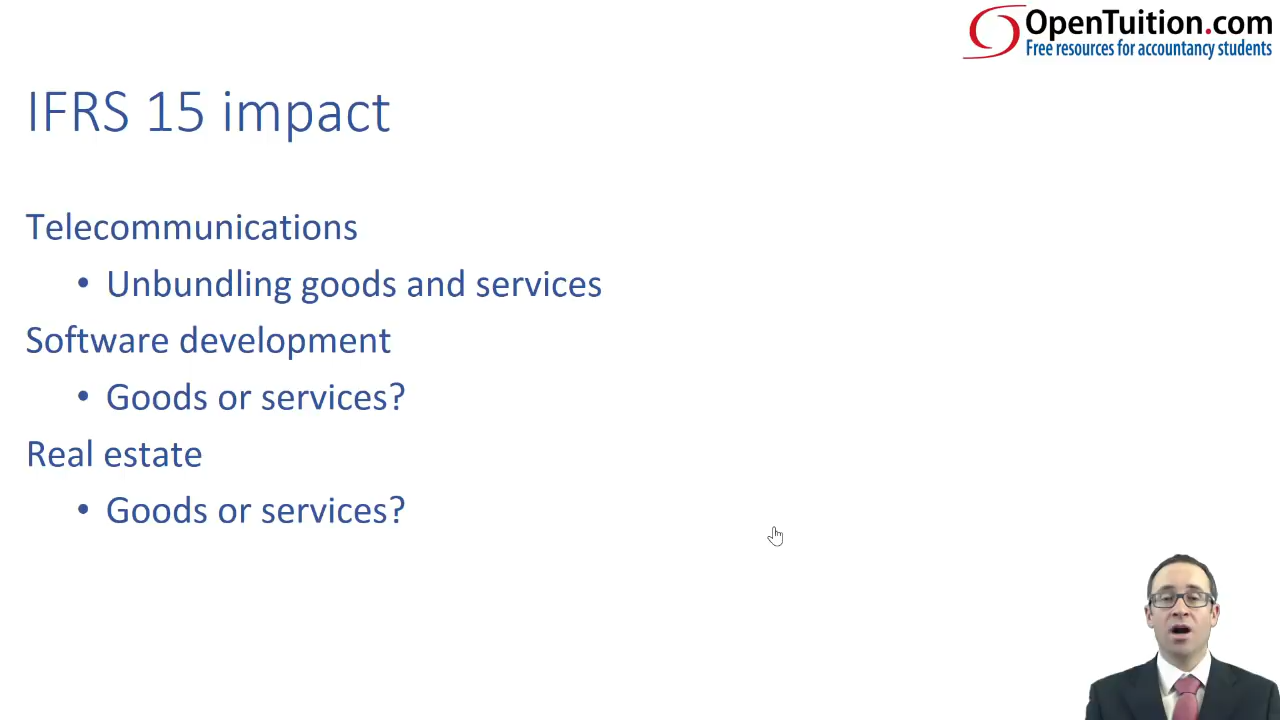 OpenTuition.com
Free resources for accountancy students
IFRS 15 impact
Telecommunications
• Unbundling goods and services
Software development
• Goods or services?
Real estate
• Goods or services?